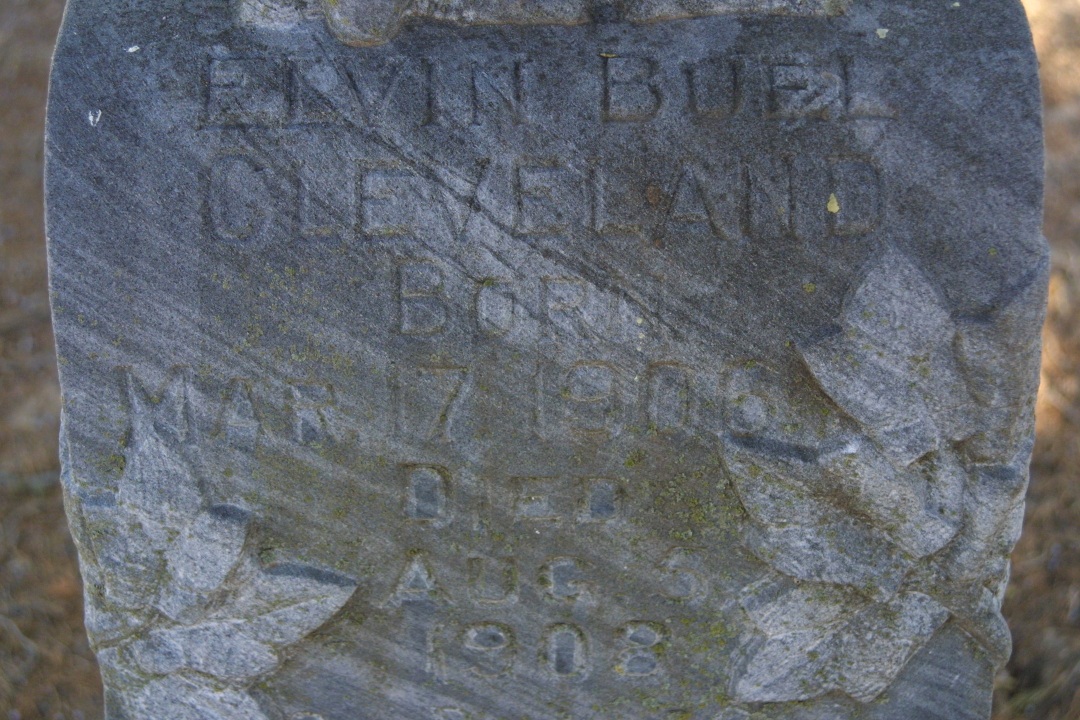 ELVIN BUEL
CLEVELAND
BORN
MAR. 17 1906
DIED
AUG
1908